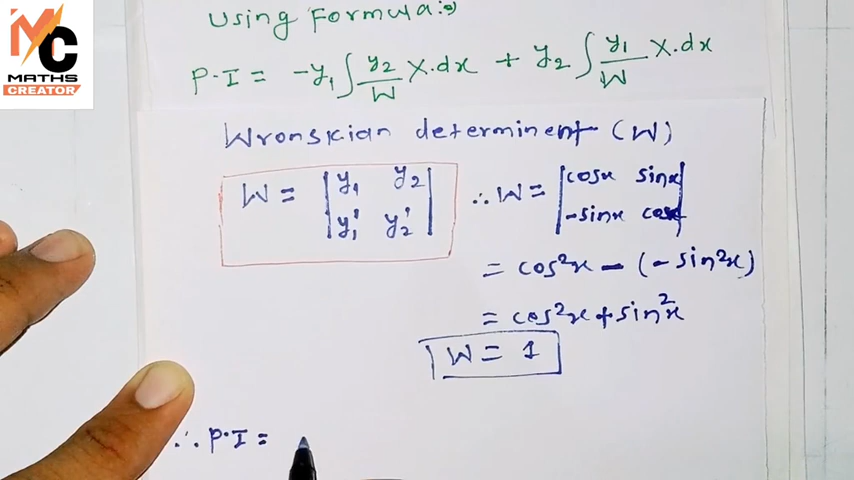 MC
MATHS
CREATOR
Using Formula:
P.I = -y₁ ∫ y₂/W X.dx + y₂ ∫ y₁/W X.dx
Wronskian determinent (W)
W = |y₁ y₂|
|y₁' y₂'|
∴ W = |cosx sinx|
|-sinx cosx|
= cos²x - (-sin²x)
= cos²x + sin²x
W = 1
∴ P.I =